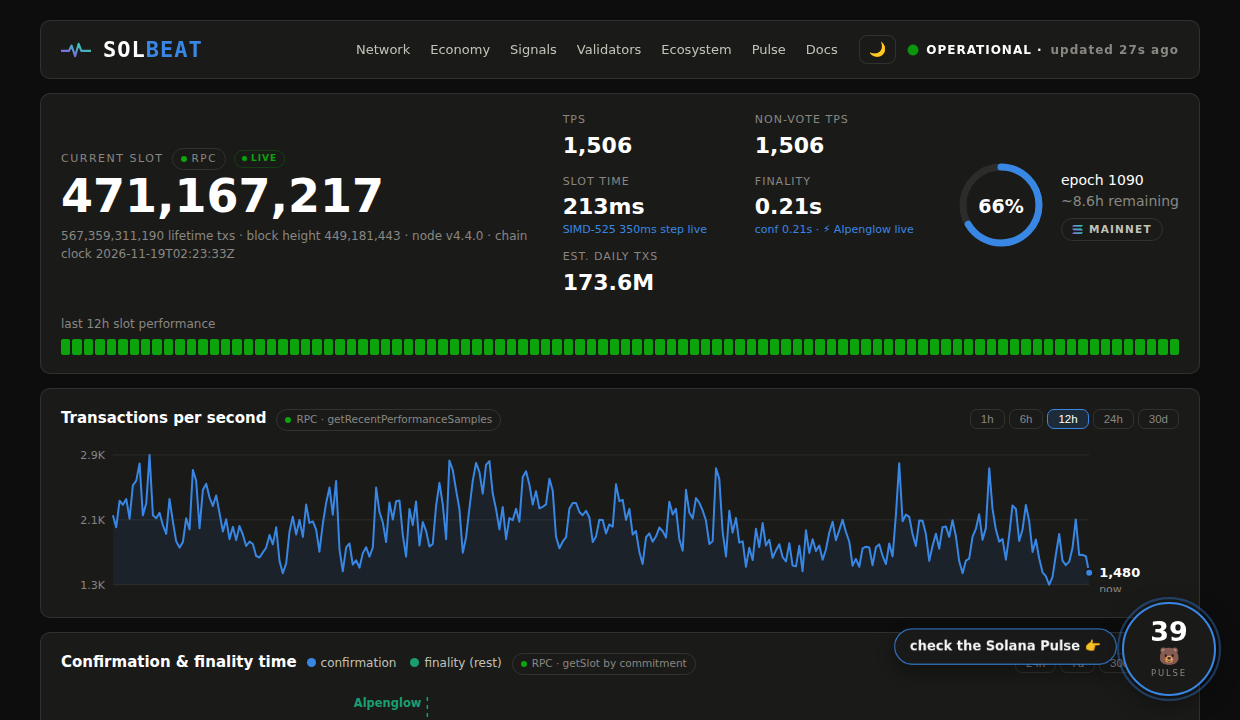 SOLBEAT
Network Economy Signals Validators Ecosystem Pulse Docs
OPERATIONAL · updated 27s ago
CURRENT SLOT RPC LIVE
471,167,217
567,359,311,190 lifetime txs · block height 449,181,443 · node v4.4.0 · chain
clock 2026-11-19T02:23:33Z
TPS
1,506
NON-VOTE TPS
1,506
SLOT TIME
213ms
SIMD-525 350ms step live
FINALITY
0.21s
conf 0.21s · ⚡ Alpenglow live
EST. DAILY TXS
173.6M
66%
epoch 1090
~8.6h remaining
MAINNET
last 12h slot performance
Transactions per second RPC · getRecentPerformanceSamples
1h 6h 12h 24h 30d
2.9K
2.1K
1.3K
1,480
now
Confirmation & finality time confirmation finality (rest) RPC · getSlot by commitment
check the Solana Pulse 👉
39
PULSE
Alpenglow